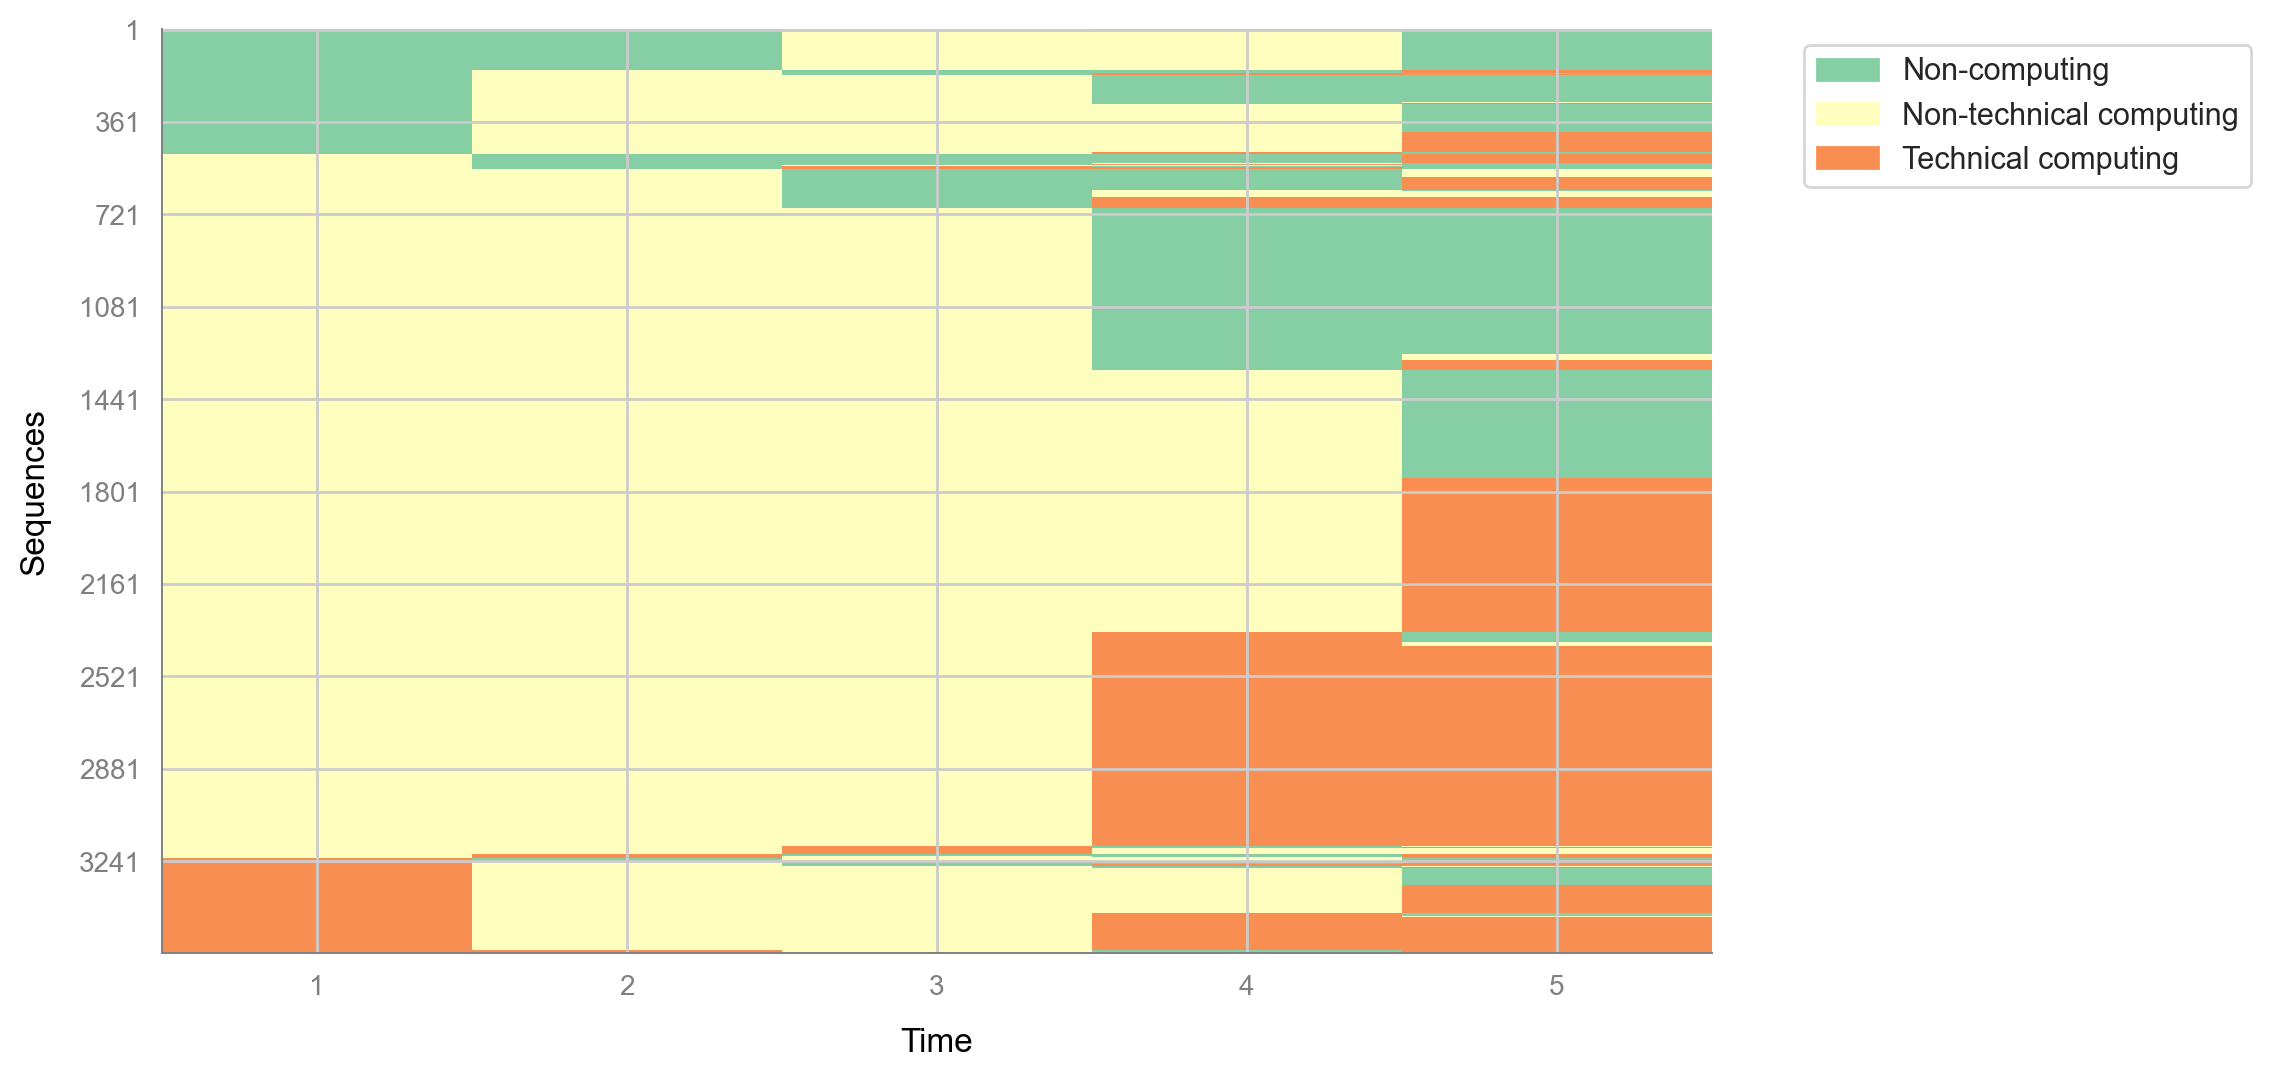 1
361
721
1081
1441
1801
2161
2521
2881
3241
Sequences
1 2 3 4 5
Time
Non-computing
Non-technical computing
Technical computing